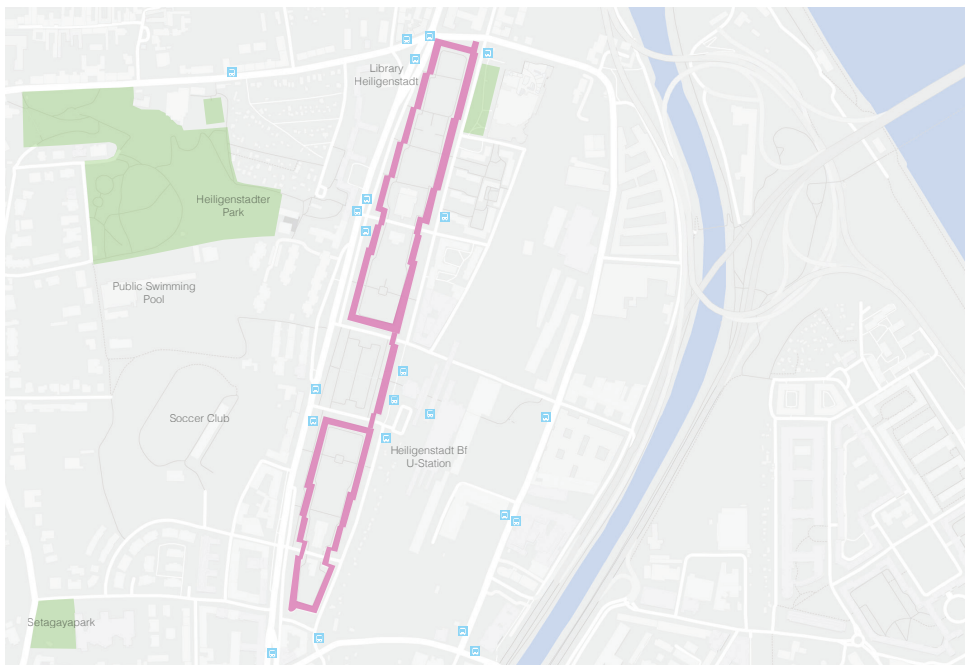 Library
Heiligenstadt
Heiligenstadter
Park
Public Swimming
Pool
Soccer Club
Heiligenstadt Bf
U-Station
Setagayapark